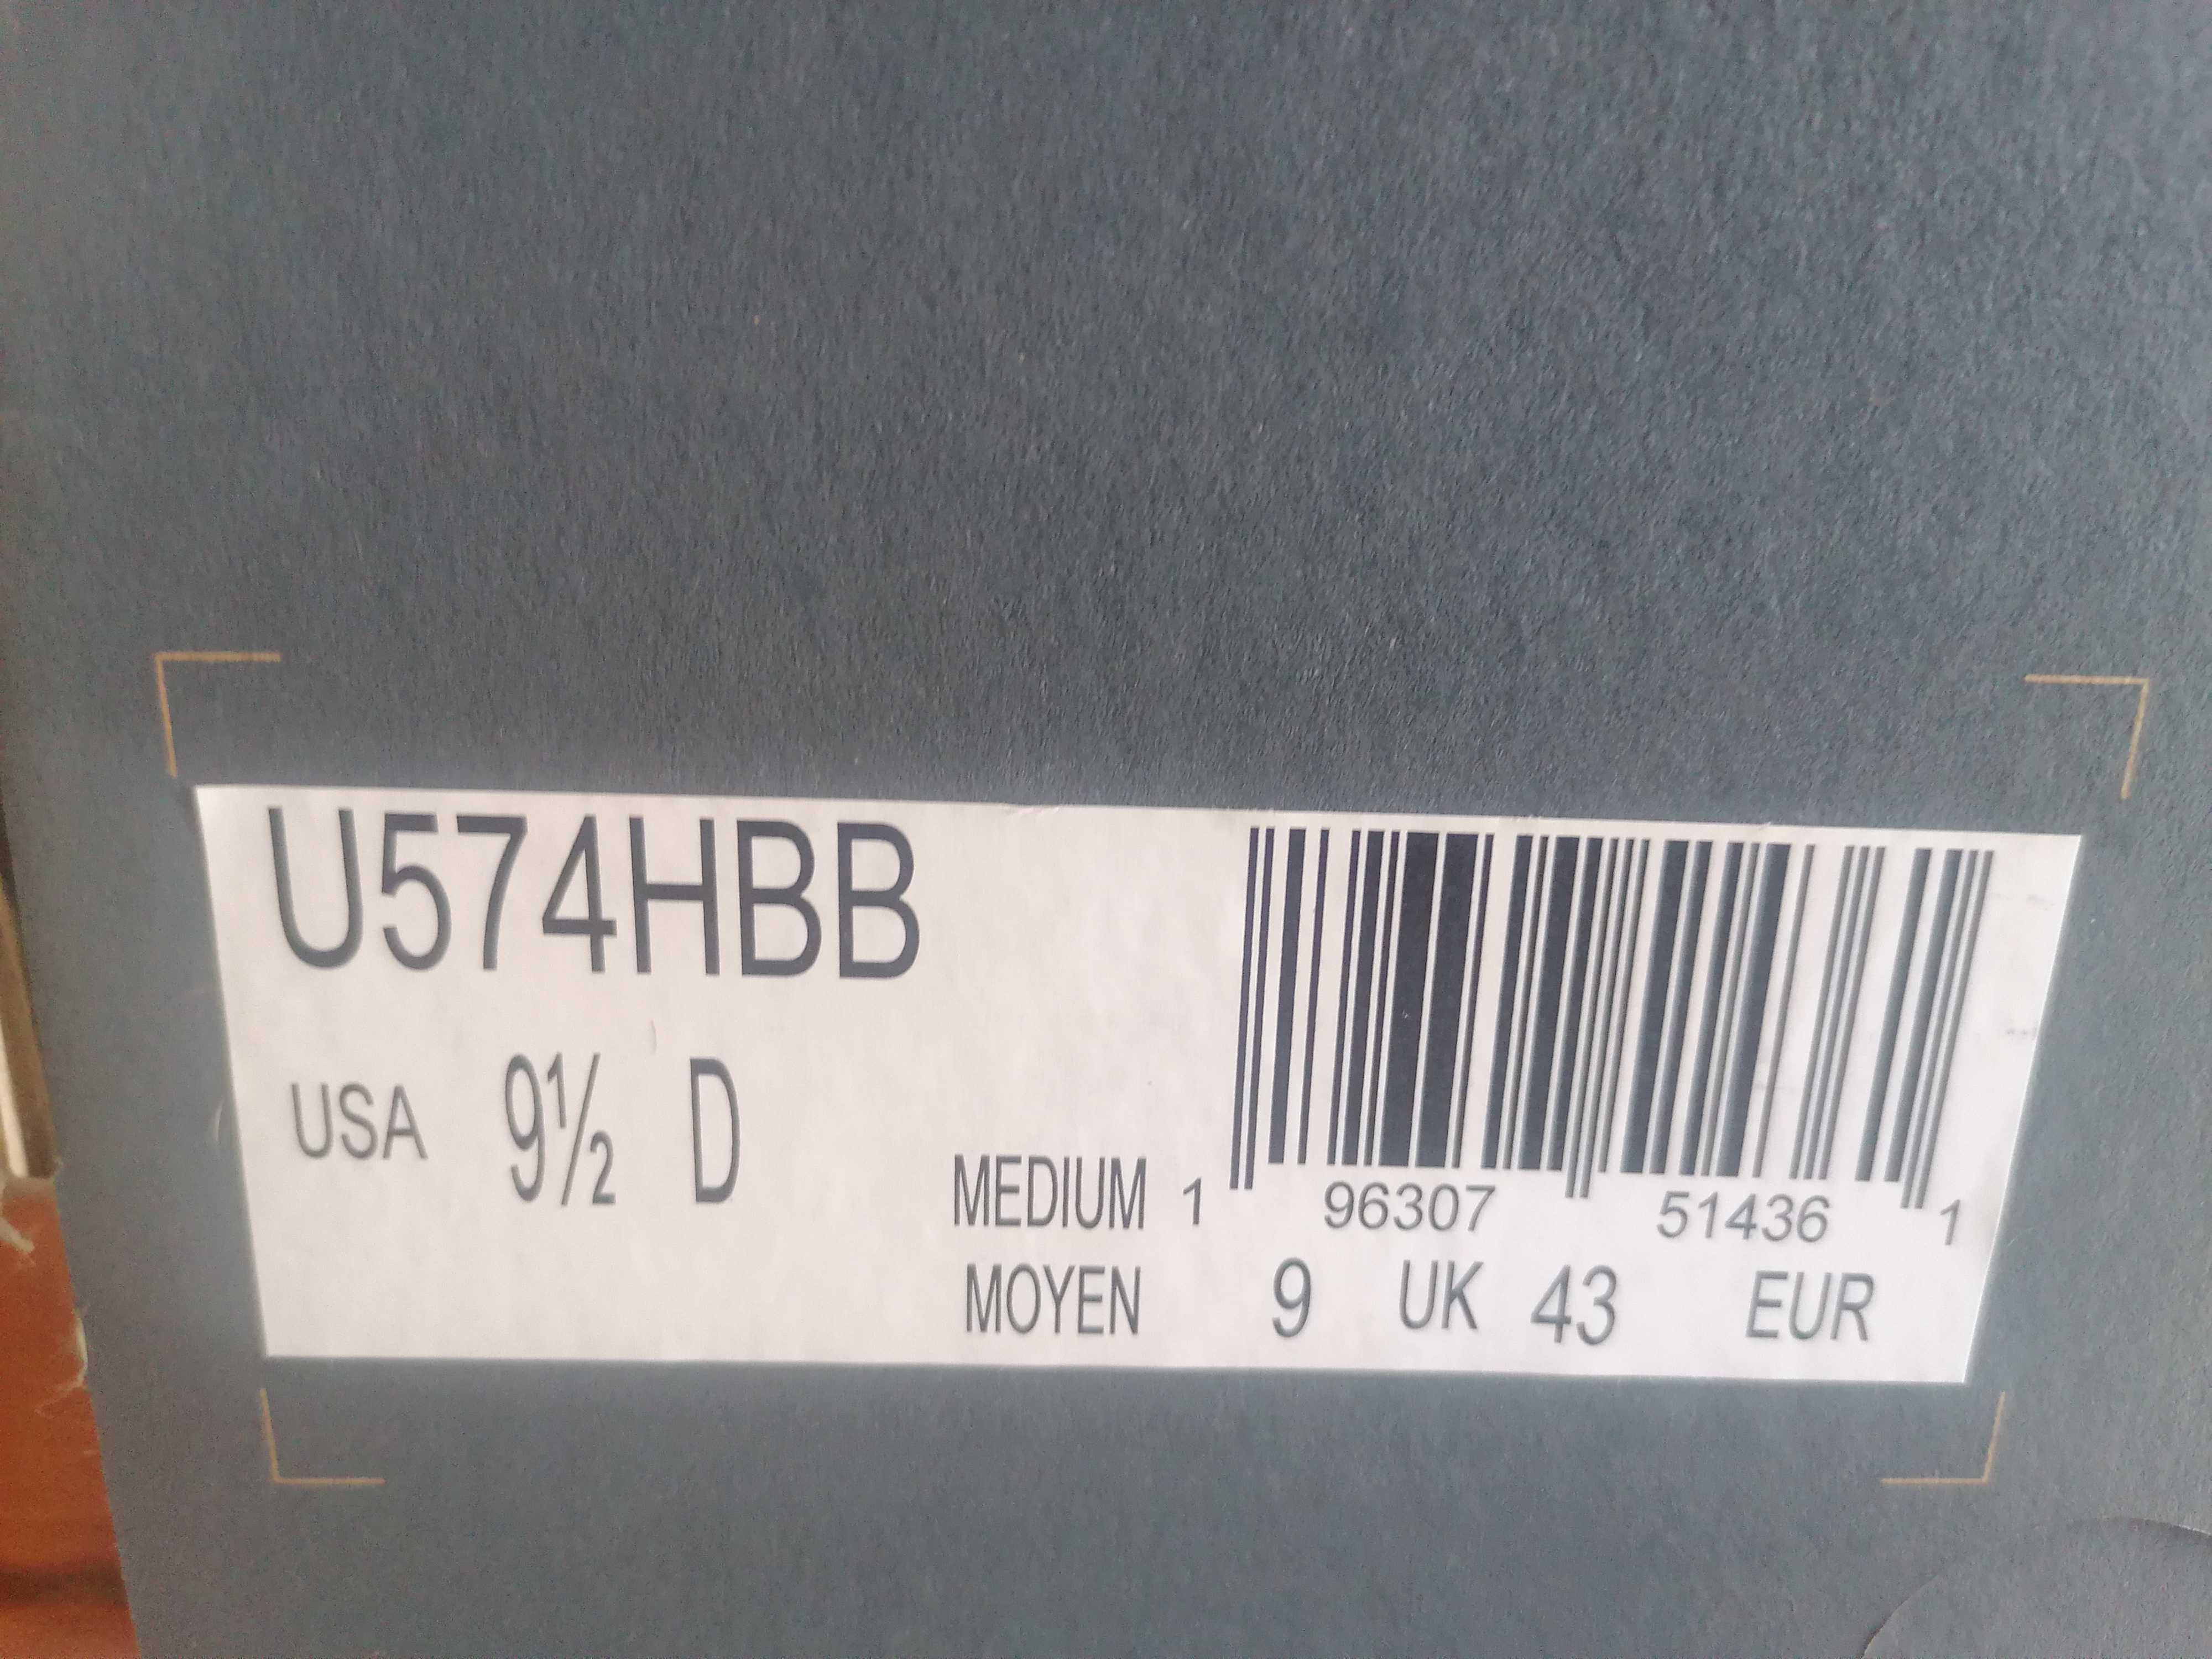 U574HBB
USA 9½ D
MEDIUM 1 96307 51436 1
MOYEN 9 UK 43 EUR